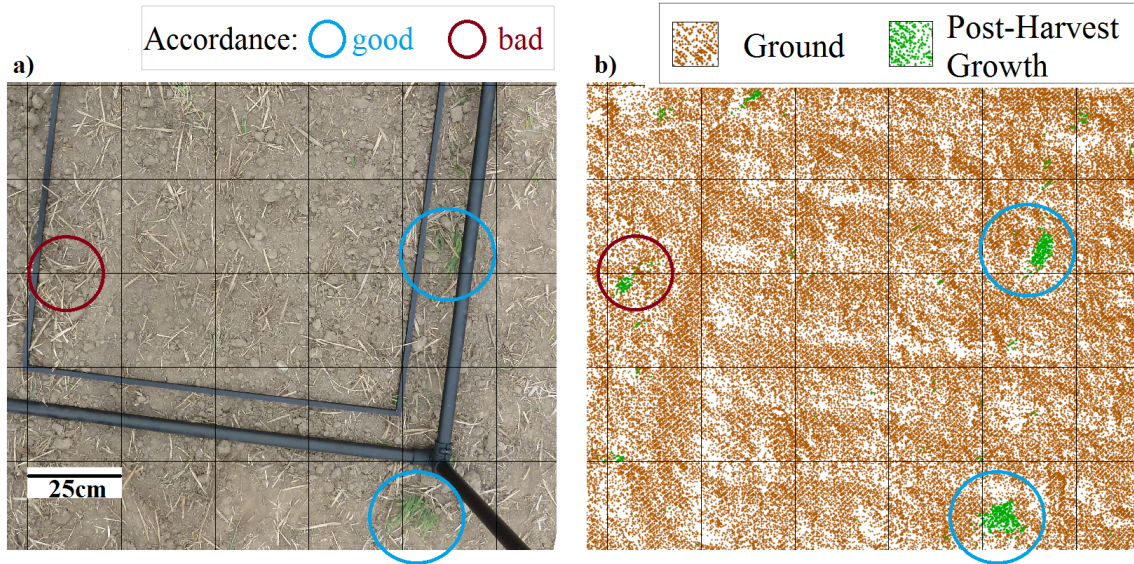 Accordance: good bad
Ground
Post-Harvest
Growth
a)
b)
25cm